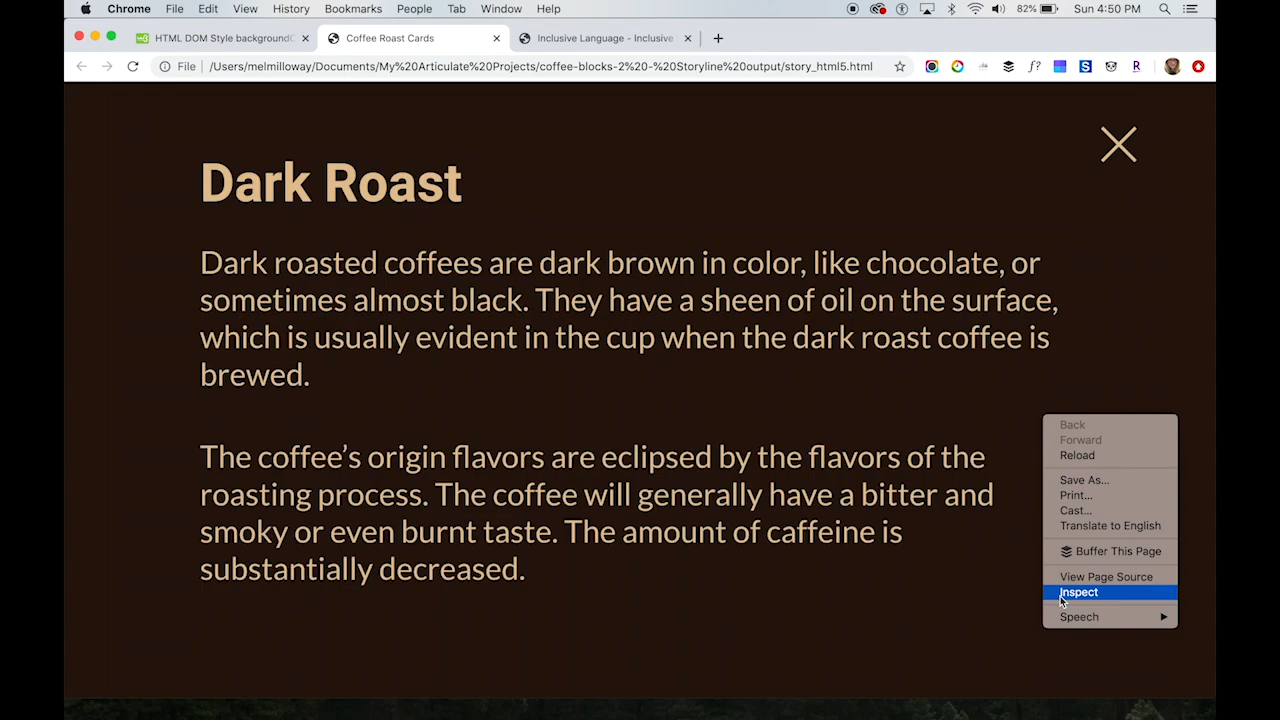 Chrome File Edit View History Bookmarks People Tab Window Help 82% Sun 4:50 PM
HTML DOM Style background Coffee Roast Cards Inclusive Language - Inclusive
File /Users/melmilloway/Documents/My%20Articulate%20Projects/coffee-blocks-2%20-%20Storyline%20output/story_html5.html f? S R
Dark Roast
Dark roasted coffees are dark brown in color, like chocolate, or
sometimes almost black. They have a sheen of oil on the surface,
which is usually evident in the cup when the dark roast coffee is
brewed.
The coffee’s origin flavors are eclipsed by the flavors of the
roasting process. The coffee will generally have a bitter and
smoky or even burnt taste. The amount of caffeine is
substantially decreased.
Back
Forward
Reload
Save As...
Print...
Cast...
Translate to English
Buffer This Page
View Page Source
Inspect
Speech